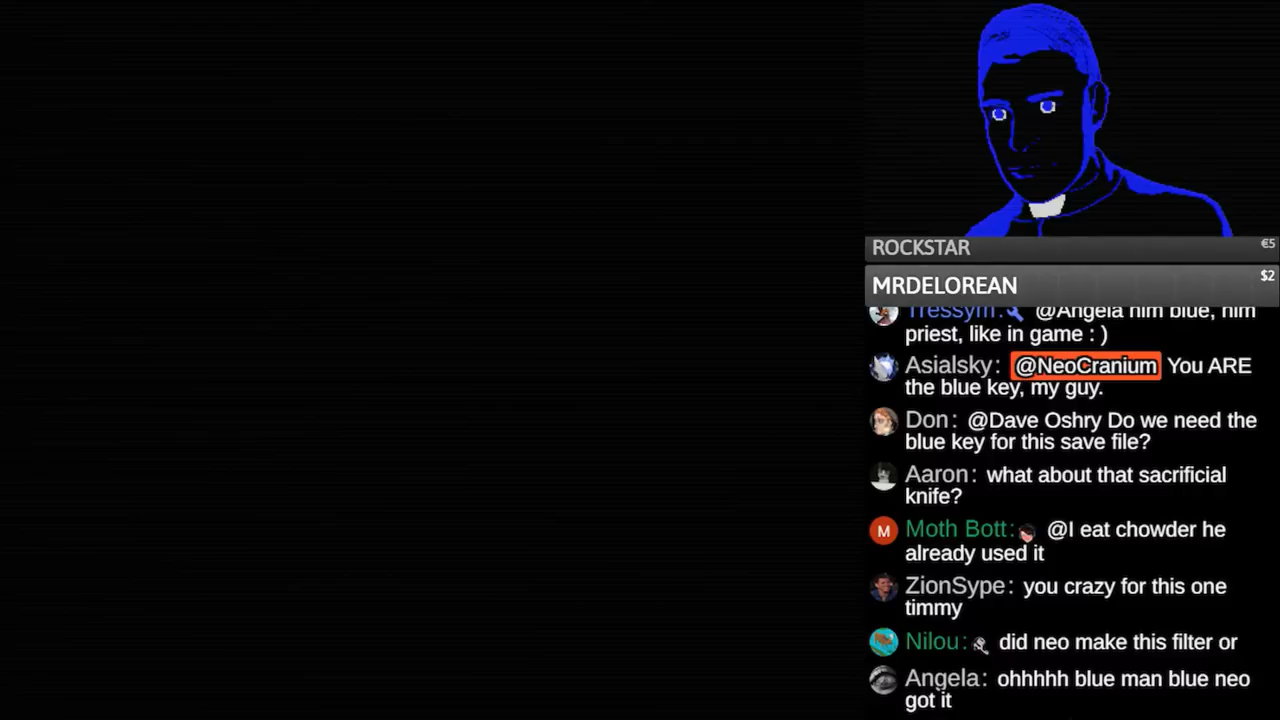 ROCKSTAR €5
MRDELOREAN $2
Tressym: @Angela him blue, him
priest, like in game : )
Asialsky: @NeoCranium You ARE
the blue key, my guy.
Don: @Dave Oshry Do we need the
blue key for this save file?
Aaron: what about that sacrificial
knife?
Moth Bott: @I eat chowder he
already used it
ZionSype: you crazy for this one
timmy
Nilou: did neo make this filter or
Angela: ohhhhh blue man blue neo
got it
M